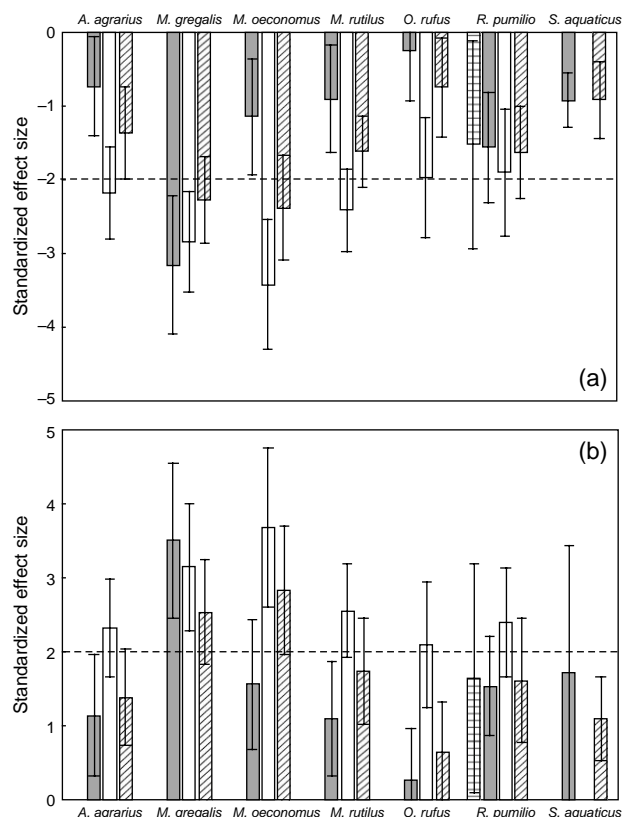 A. agrarius M. gregalis M. oeconomus M. rutilus O. rufus R. pumilio S. aquaticus
0
–1
–2
–3
–4
–5
Standardized effect size
(a)
5
4
3
2
1
0
Standardized effect size
(b)
A. agrarius M. gregalis M. oeconomus M. rutilus O. rufus R. pumilio S. aquaticus